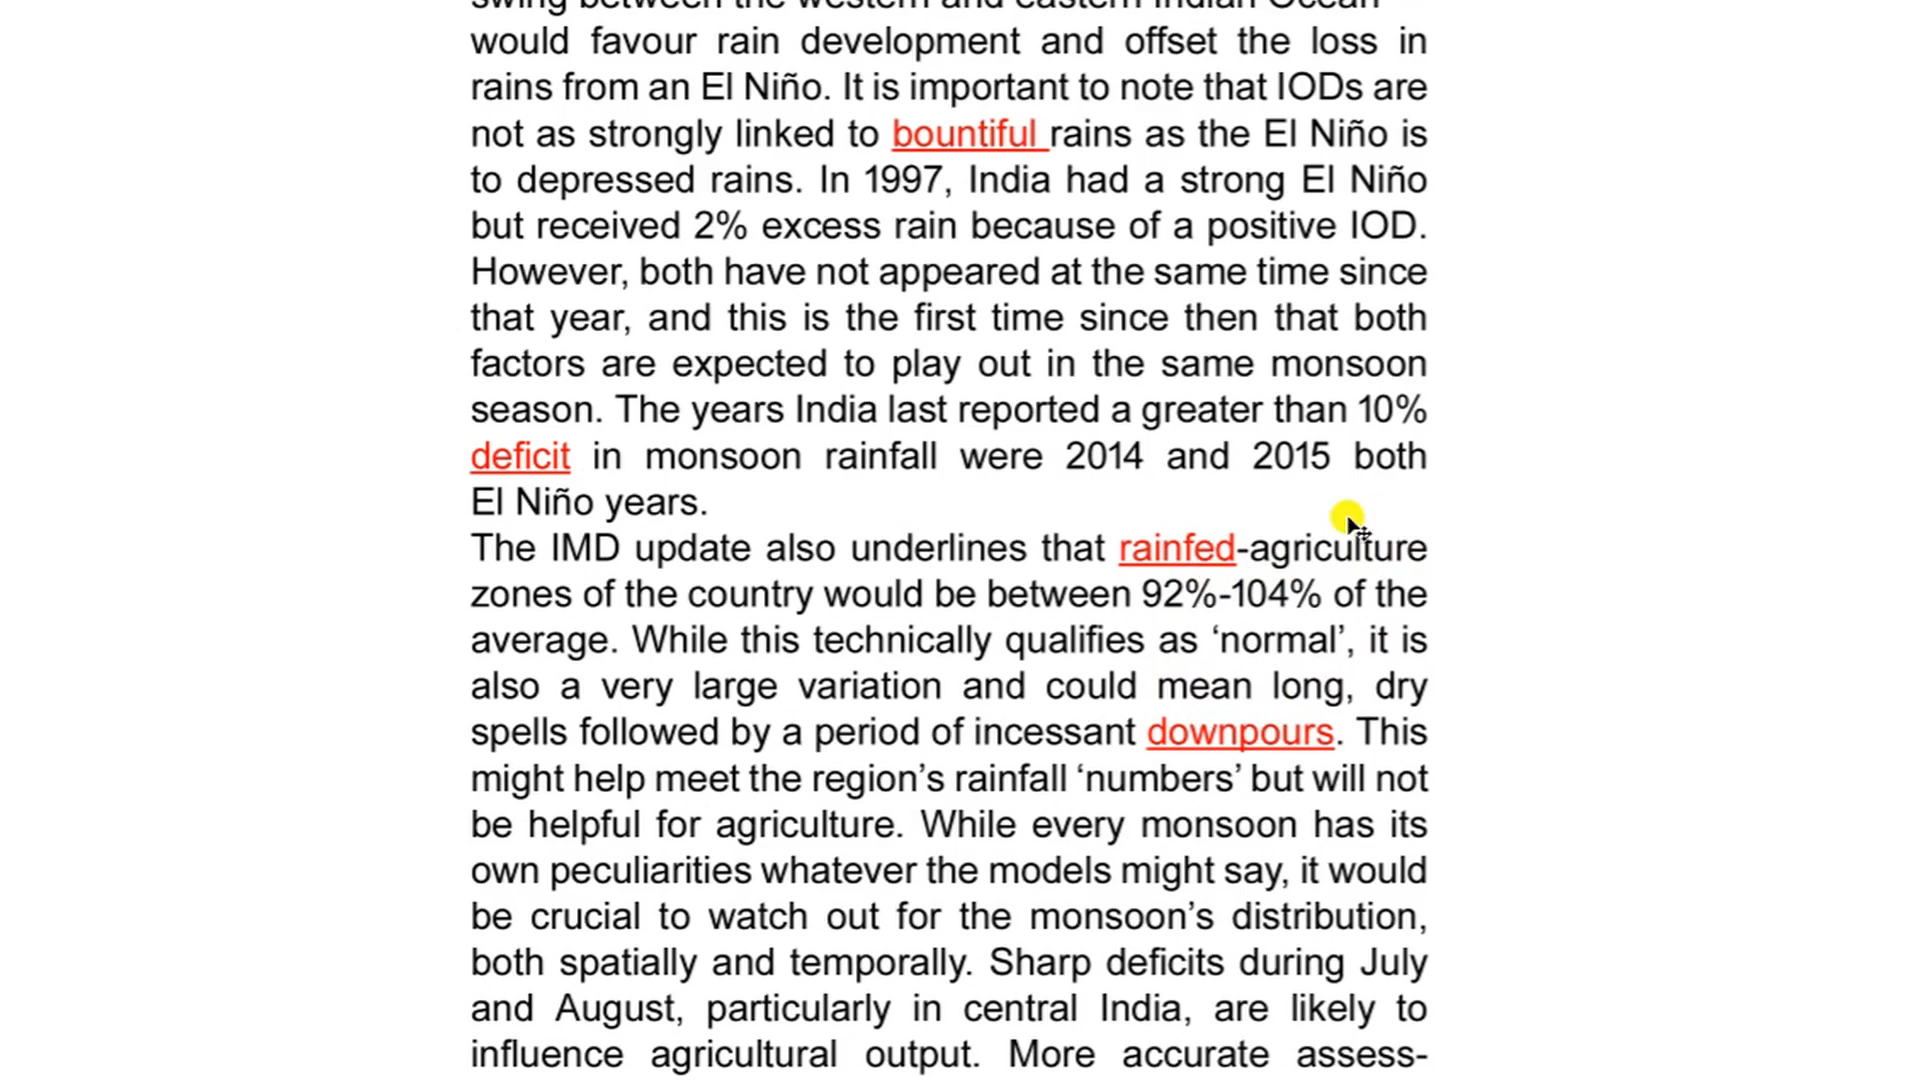 swing between the western and eastern Indian Ocean
would favour rain development and offset the loss in
rains from an El Niño. It is important to note that IODs are
not as strongly linked to bountiful rains as the El Niño is
to depressed rains. In 1997, India had a strong El Niño
but received 2% excess rain because of a positive IOD.
However, both have not appeared at the same time since
that year, and this is the first time since then that both
factors are expected to play out in the same monsoon
season. The years India last reported a greater than 10%
deficit in monsoon rainfall were 2014 and 2015 both
El Niño years.
The IMD update also underlines that rainfed-agriculture
zones of the country would be between 92%-104% of the
average. While this technically qualifies as ‘normal’, it is
also a very large variation and could mean long, dry
spells followed by a period of incessant downpours. This
might help meet the region’s rainfall ‘numbers’ but will not
be helpful for agriculture. While every monsoon has its
own peculiarities whatever the models might say, it would
be crucial to watch out for the monsoon’s distribution,
both spatially and temporally. Sharp deficits during July
and August, particularly in central India, are likely to
influence agricultural output. More accurate assess-